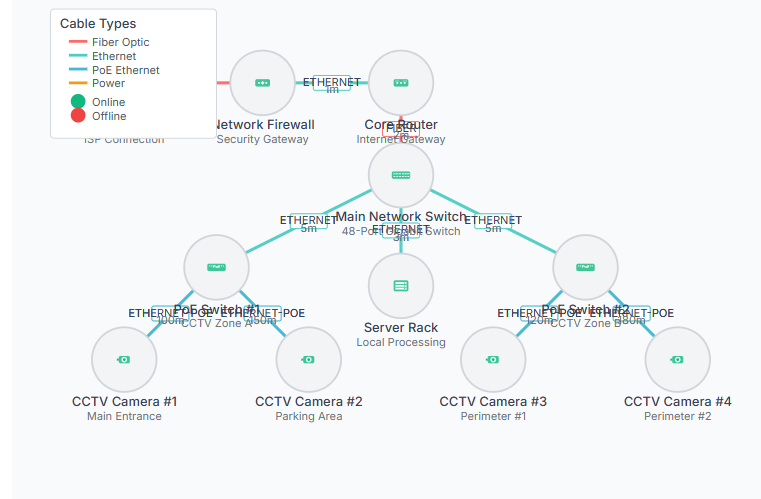 Cable Types
Fiber Optic
Ethernet
PoE Ethernet
Power
Online
Offline
ISP Connection
Network Firewall
Security Gateway
ETHERNET
1m
Core Router
Internet Gateway
FIBER
2m
Main Network Switch
48-Port Switch
ETHERNET
5m
ETHERNET
3m
ETHERNET
5m
PoE Switch #1
CCTV Zone A
PoE Switch #2
CCTV Zone B
Server Rack
Local Processing
ETHERNET-POE
100m
ETHERNET-POE
150m
ETHERNET-POE
120m
ETHERNET-POE
180m
CCTV Camera #1
Main Entrance
CCTV Camera #2
Parking Area
CCTV Camera #3
Perimeter #1
CCTV Camera #4
Perimeter #2